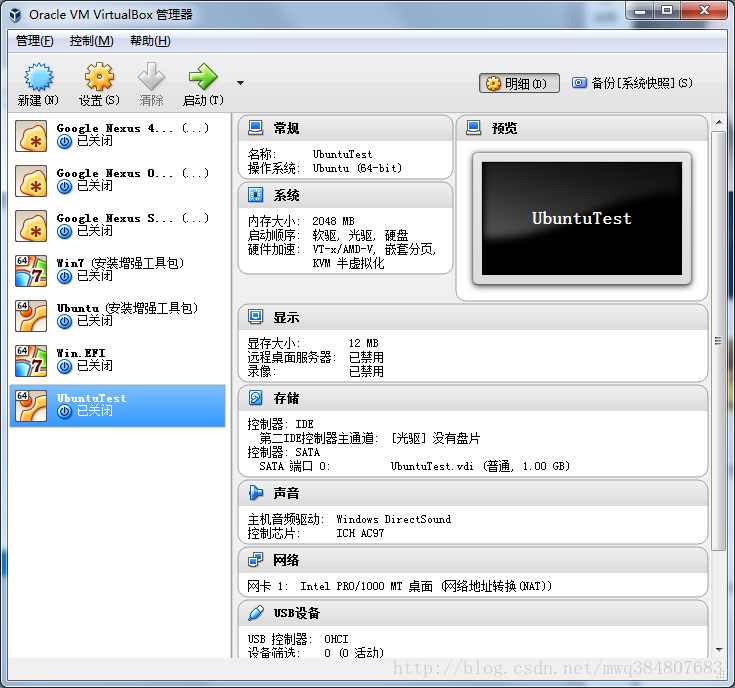 Oracle VM VirtualBox 管理器
管理(F) 控制(M) 帮助(H)
新建(N) 设置(S) 清除 启动(T) 明细(D) 备份[系统快照](S)
Google Nexus 4... (...)
已关闭
Google Nexus O... (...)
已关闭
Google Nexus S... (...)
已关闭
64 Win7 (安装增强工具包)
已关闭
64 Ubuntu (安装增强工具包)
已关闭
64 Win.EFI
已关闭
64 UbuntuTest
已关闭
常规
名称: UbuntuTest
操作系统: Ubuntu (64-bit)
系统
内存大小: 2048 MB
启动顺序: 软驱, 光驱, 硬盘
硬件加速: VT-x/AMD-V, 嵌套分页,
KVM 半虚拟化
预览
UbuntuTest
显示
显存大小: 12 MB
远程桌面服务器: 已禁用
录像: 已禁用
存储
控制器: IDE
第二IDE控制器主通道: [光驱] 没有盘片
控制器: SATA
SATA 端口 0: UbuntuTest.vdi (普通, 1.00 GB)
声音
主机音频驱动: Windows DirectSound
控制芯片: ICH AC97
网络
网卡 1: Intel PRO/1000 MT 桌面 (网络地址转换(NAT))
USB设备
USB 控制器: OHCI
设备筛选: 0 (0 活动)
http://blog.csdn.net/mwq384807683